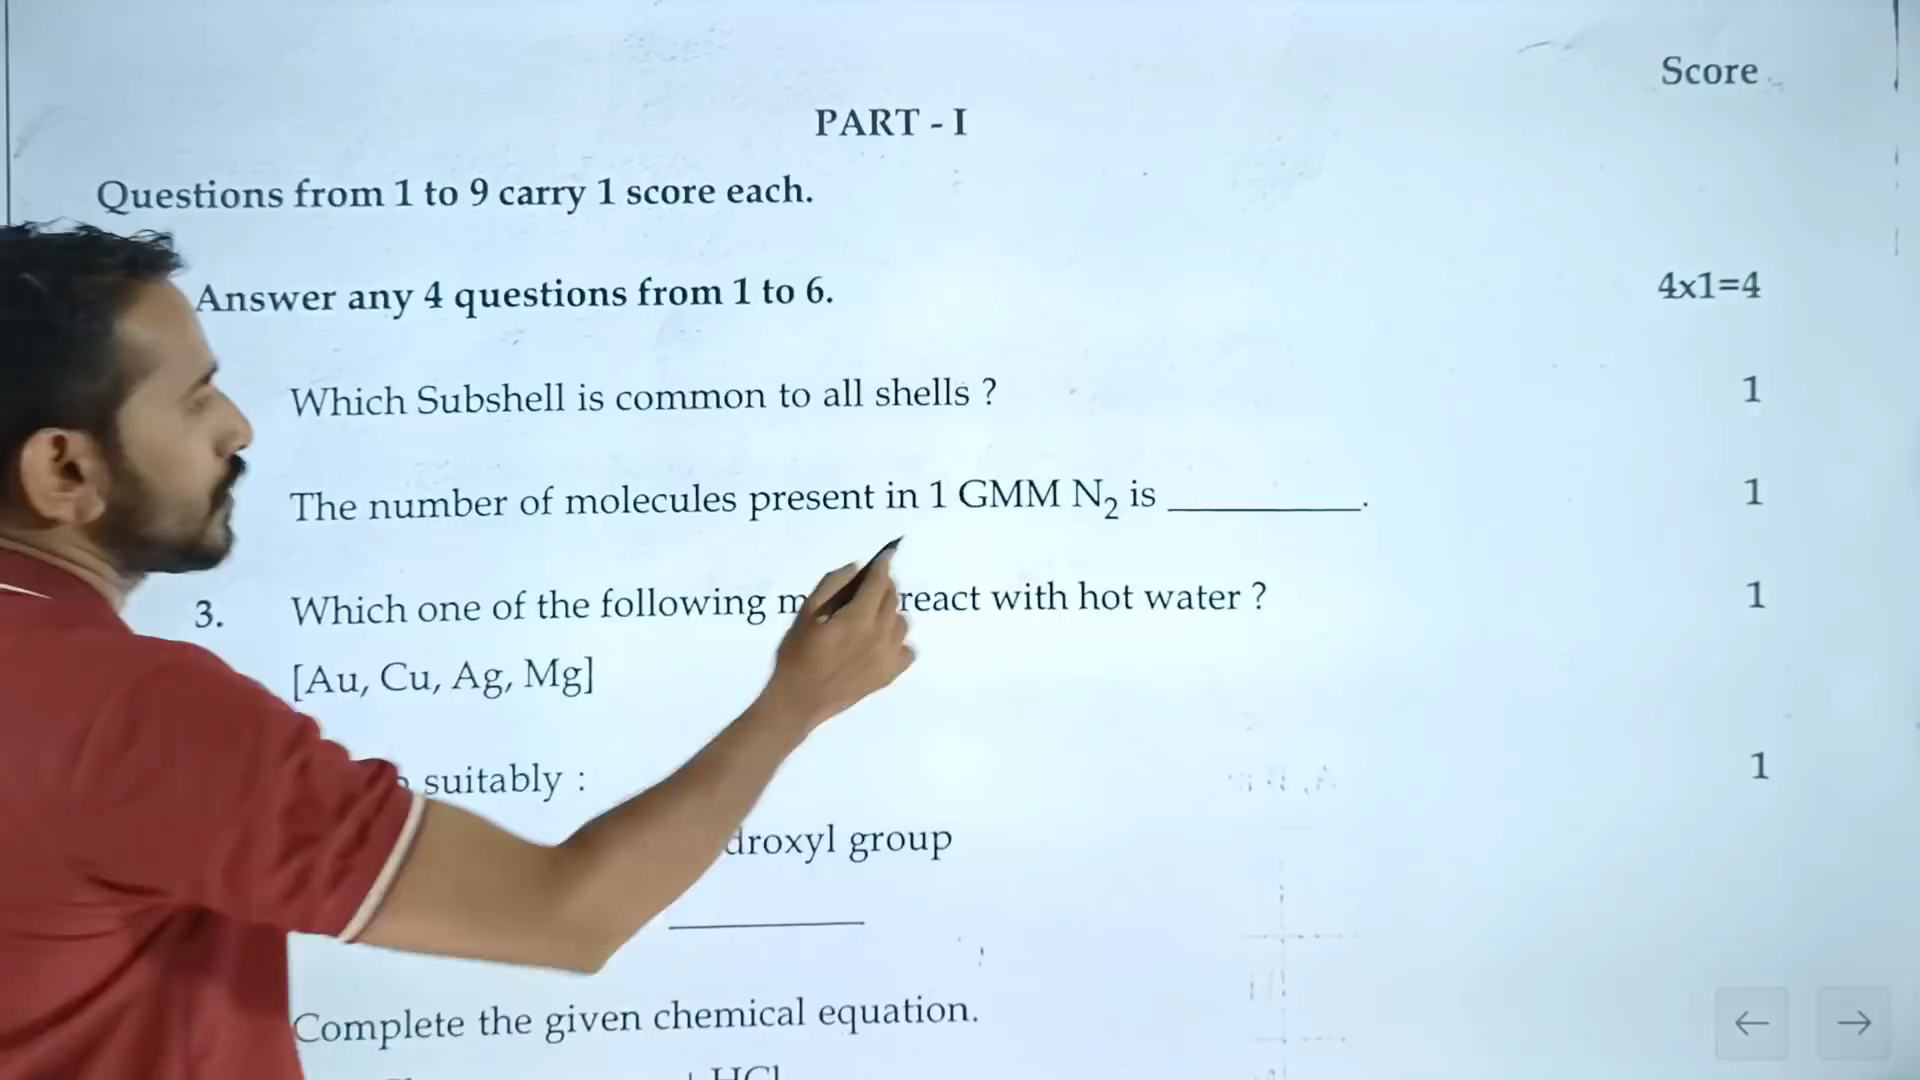 Score
PART - I
Questions from 1 to 9 carry 1 score each.
Answer any 4 questions from 1 to 6. 4x1=4
Which Subshell is common to all shells ? 1
The number of molecules present in 1 GMM N₂ is __________. 1
3. Which one of the following react with hot water ? 1
[Au, Cu, Ag, Mg]
suitably : 1
group
Complete the given chemical equation.
+ HCl